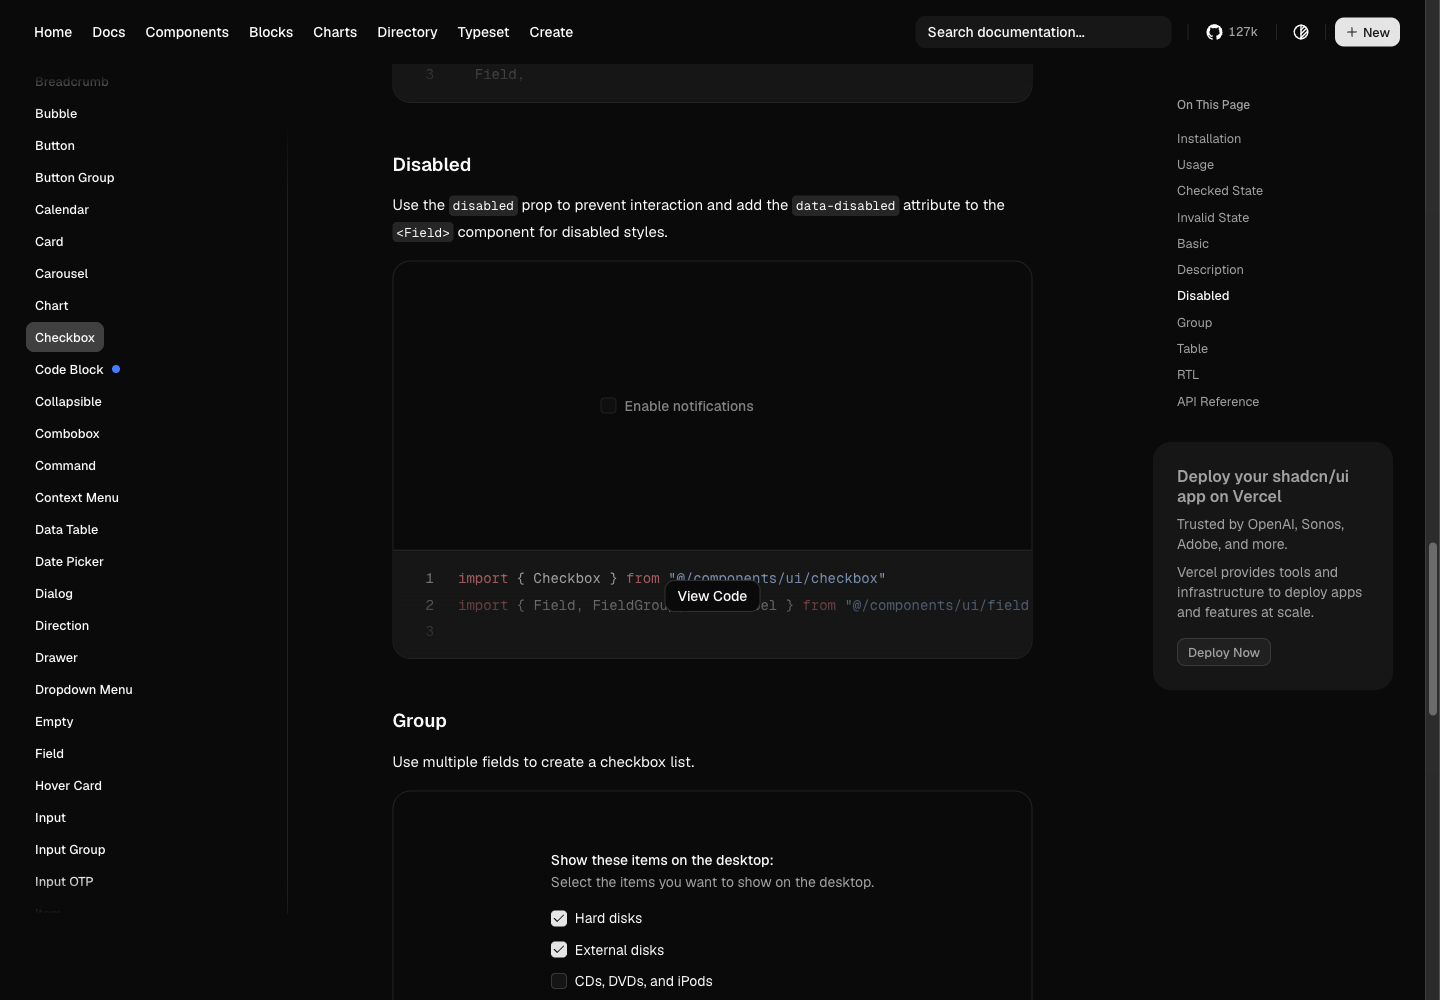 Home Docs Components Blocks Charts Directory Typeset Create
Search documentation...
127k
New
Breadcrumb
Bubble
Button
Button Group
Calendar
Card
Carousel
Chart
Checkbox
Code Block
Collapsible
Combobox
Command
Context Menu
Data Table
Date Picker
Dialog
Direction
Drawer
Dropdown Menu
Empty
Field
Hover Card
Input
Input Group
Input OTP
3 Field,
Disabled
Use the disabled prop to prevent interaction and add the data-disabled attribute to the
<Field> component for disabled styles.
Enable notifications
1 import { Checkbox } from "@/components/ui/checkbox"
2 import { Field, } from "@/components/ui/field
3
View Code
Group
Use multiple fields to create a checkbox list.
Show these items on the desktop:
Select the items you want to show on the desktop.
Hard disks
External disks
CDs, DVDs, and iPods
On This Page
Installation
Usage
Checked State
Invalid State
Basic
Description
Disabled
Group
Table
RTL
API Reference
Deploy your shadcn/ui
app on Vercel
Trusted by OpenAI, Sonos,
Adobe, and more.
Vercel provides tools and
infrastructure to deploy apps
and features at scale.
Deploy Now